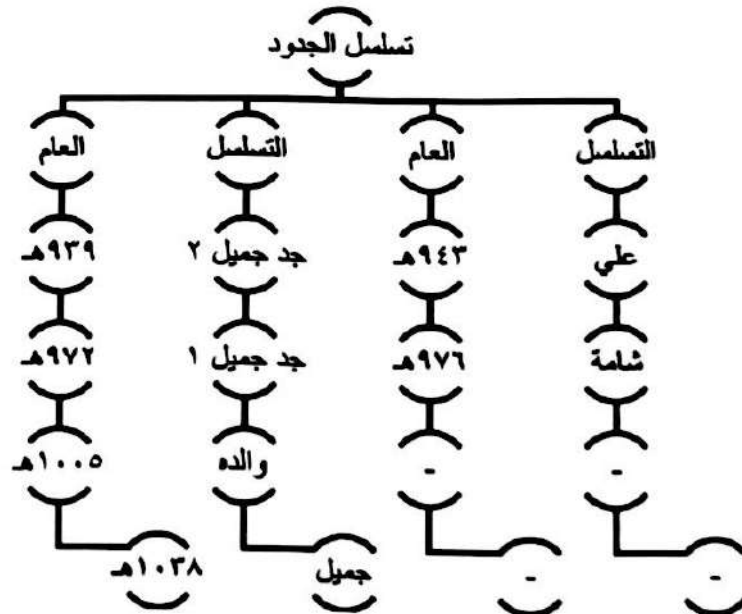 تسلسل الجدود
التسلسل العام التسلسل العام
علي ٩٤٣هـ جد جميل ٢ ٩٣٩هـ
شامة ٩٧٦هـ جد جميل ١ ٩٧٢هـ
- - والده ١٠٠٥هـ
- - جميل ١٠٣٨هـ